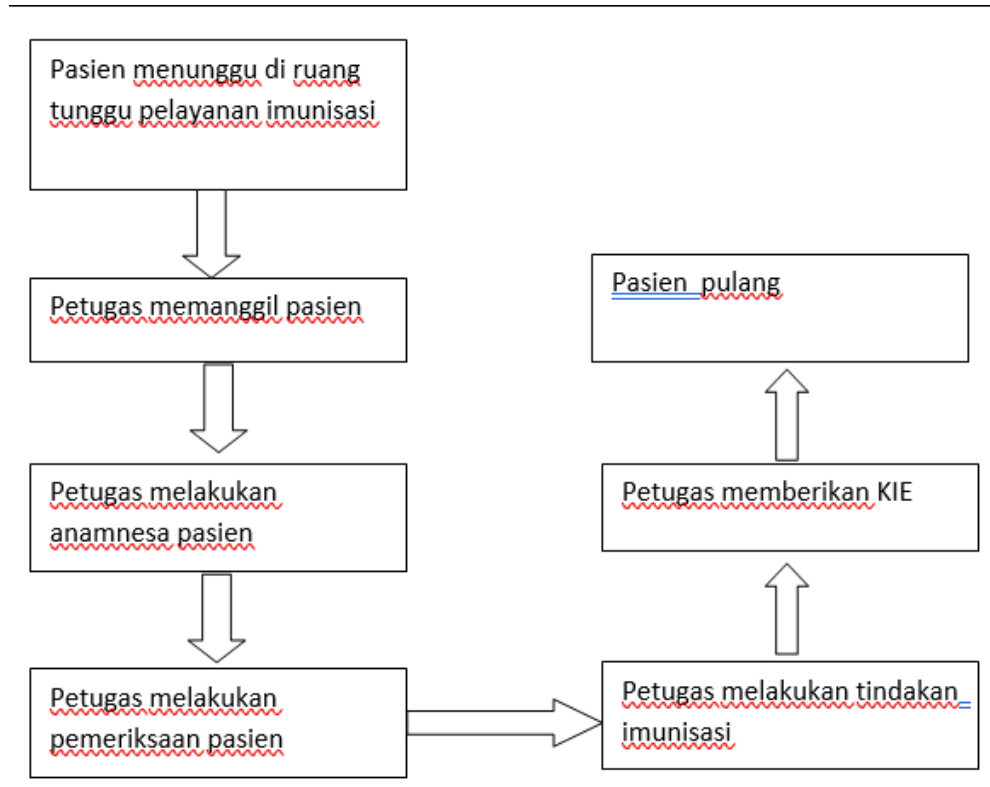 Pasien menunggu di ruang
tunggu pelayanan imunisasi
Petugas memanggil pasien
Petugas melakukan
anamnesa pasien
Petugas melakukan
pemeriksaan pasien
Petugas melakukan tindakan
imunisasi
Petugas memberikan KIE
Pasien  pulang